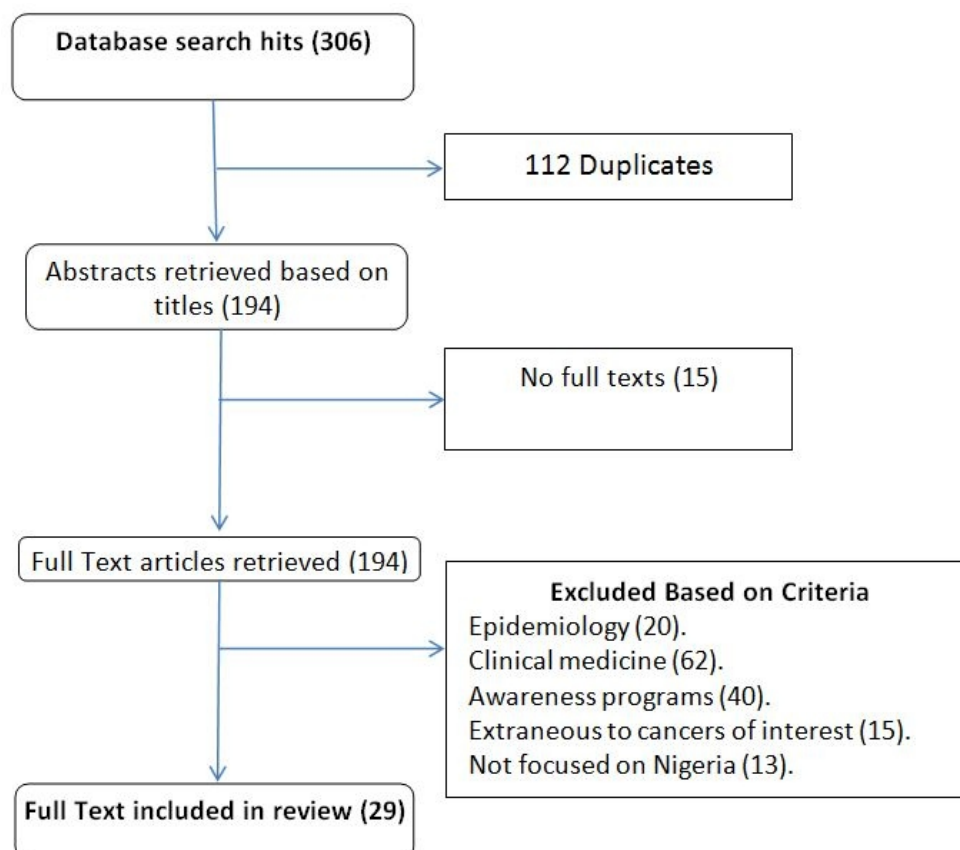 Database search hits (306)
112 Duplicates
Abstracts retrieved based on
titles (194)
No full texts (15)
Full Text articles retrieved (194)
Excluded Based on Criteria
Epidemiology (20).
Clinical medicine (62).
Awareness programs (40).
Extraneous to cancers of interest (15).
Not focused on Nigeria (13).
Full Text included in review (29)